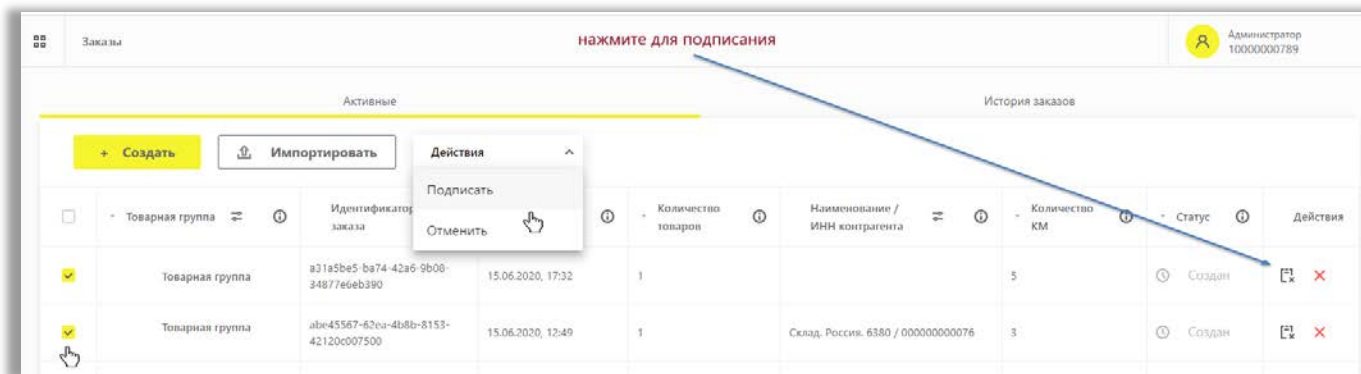 Заказы
нажмите для подписания
Администратор
10000000789
Активные
История заказов
+ Создать
Импортировать
Действия
Подписать
Отменить
Товарная группа
Идентификатор
заказа
Количество
товаров
Наименование /
ИНН контрагента
Количество
КМ
Статус
Действия
Товарная группа
a31a5be5-ba74-42a6-9b08-
34877e6eb390
15.06.2020, 17:32
1
5
Создан
Товарная группа
abe45567-62ea-4b8b-8153-
42120c007500
15.06.2020, 12:49
1
Склад. Россия. 6380 / 000000000076
3
Создан